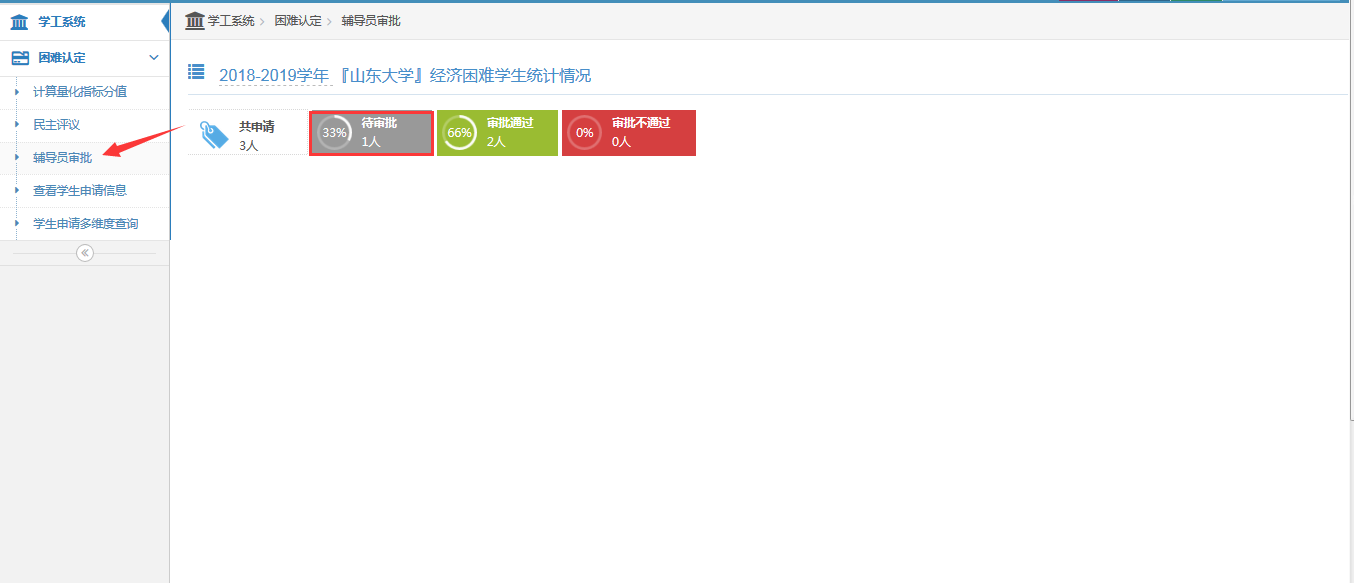 学工系统
困难认定
计算量化指标分值
民主评议
辅导员审批
查看学生申请信息
学生申请多维度查询
学工系统 > 困难认定 > 辅导员审批
2018-2019学年 『山东大学』经济困难学生统计情况
共申请
3人
33%
待审批
1人
66%
审批通过
2人
0%
审批不通过
0人